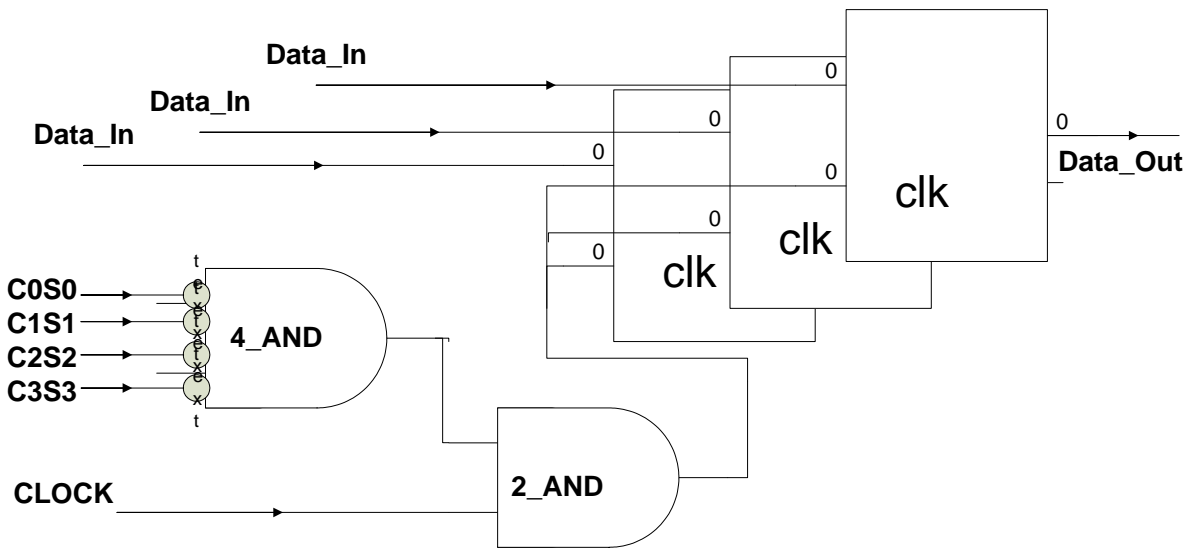 Data_In
0
Data_In
0
Data_In
0
0
Data_Out
0
clk
0
clk
0
clk
C0S0
C1S1
C2S2
C3S3
4_AND
2_AND
CLOCK